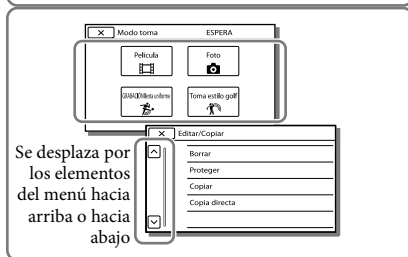 Modo toma ESPERA
Película Foto
GRABACIÓN lenta uniforme Toma estilo golf
Editar/Copiar
Borrar
Proteger
Copiar
Copia directa
Se desplaza por
los elementos
del menú hacia
arriba o hacia
abajo